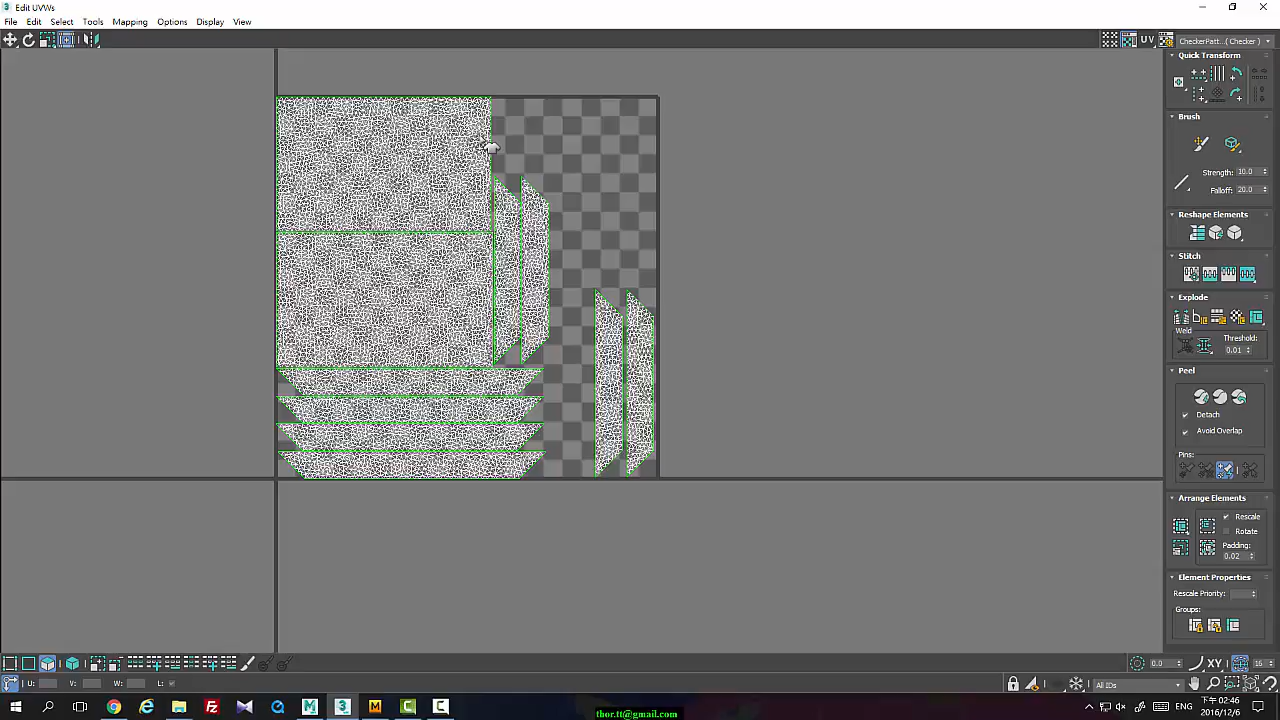 3 Edit UVWs
File Edit Select Tools Mapping Options Display View
UV CheckerPatt... ( Checker )
Quick Transform
Brush
Strength: 10.0
Falloff: 20.0
Reshape Elements
Stitch
Explode
Weld
Threshold:
0.01
Peel
Detach
Avoid Overlap
Pins:
Arrange Elements
Rescale
Rotate
Padding:
0.02
Element Properties
Rescale Priority:
Groups:
0.0 XY 16
U: V: W: L: All IDs
ENG 下午 02:46
2016/12/6
thor.tt@gmail.com